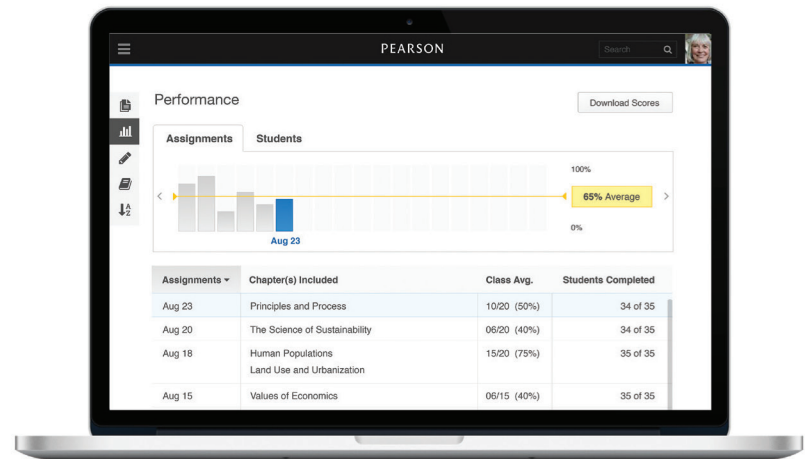 PEARSON
Search
Performance
Download Scores
Assignments Students
100%
65% Average
0%
Aug 23
Assignments Chapter(s) Included Class Avg. Students Completed
Aug 23 Principles and Process 10/20 (50%) 34 of 35
Aug 20 The Science of Sustainability 06/20 (40%) 34 of 35
Aug 18 Human Populations 15/20 (75%) 35 of 35
Land Use and Urbanization
Aug 15 Values of Economics 06/15 (40%) 35 of 35